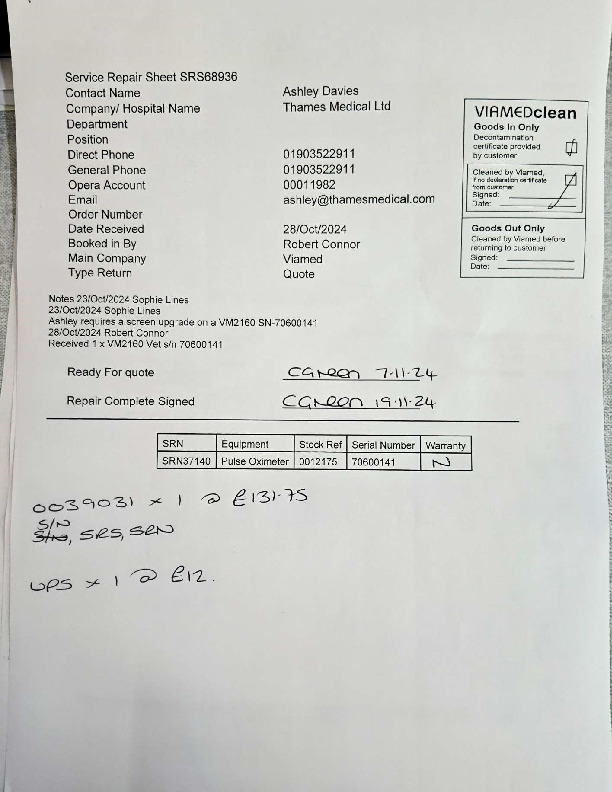 Service Repair Sheet SRS68936
Contact Name Ashley Davies
Company/ Hospital Name Thames Medical Ltd
Department
Position
Direct Phone 01903522911
General Phone 01903522911
Opera Account 00011982
Email ashley@thamesmedical.com
Order Number
Date Received 28/Oct/2024
Booked in By Robert Connor
Main Company Viamed
Type Return Quote
VIAMEDclean
Goods In Only
Decontamination
certificate provided
by customer
Cleaned by Viamed,
if no declaration certificate
from customer
Signed:
Date:
Goods Out Only
Cleaned by Viamed before
returning to customer
Signed:
Date:
Notes 23/Oct/2024 Sophie Lines
23/Oct/2024 Sophie Lines
Ashley requires a screen upgrade on a VM2160 SN-70600141
28/Oct/2024 Robert Connor
Received 1 x VM2160 Vet s/n 70600141
Ready For quote CGreen 7.11.24
Repair Complete Signed CGreen 19.11.24
SRN Equipment Stock Ref Serial Number Warranty
SRN37140 Pulse Oximeter 0012175 70600141 N
0039031 x 1 @ £131.75
S/N
S/N, SRS, SRN
UPS x 1 @ £12.